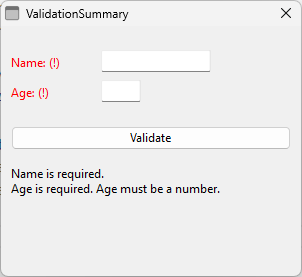 ValidationSummary
Name: (!)
Age: (!)
Validate
Name is required.
Age is required. Age must be a number.